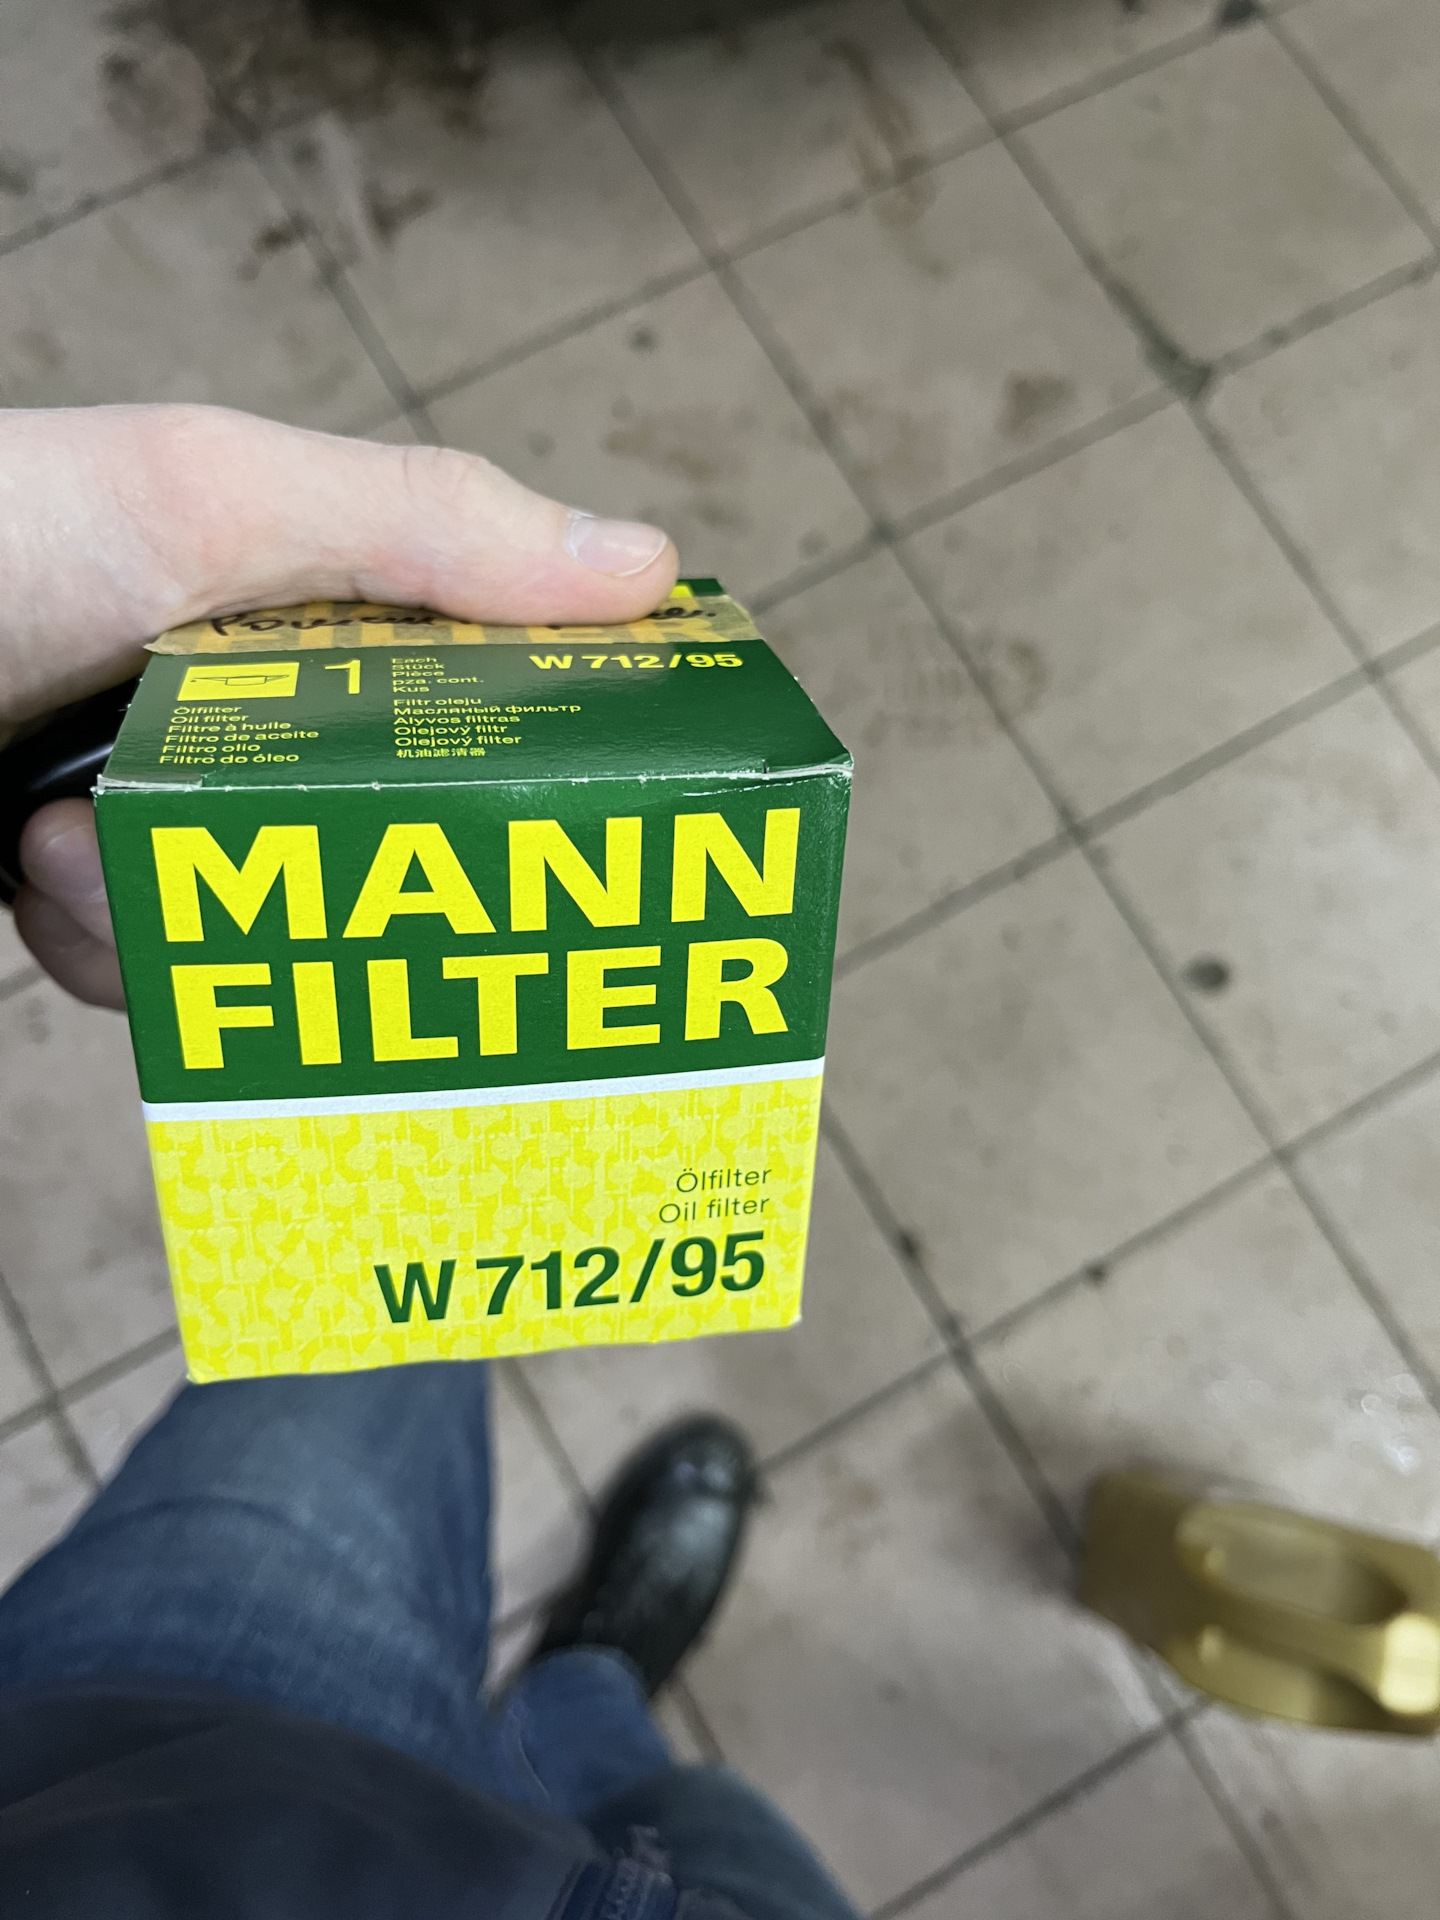 FILTER
1
Each
Stück
Pièce
pza. cont.
Kus
W 712/95
Ölfilter
Oil filter
Filtre à huile
Filtro de aceite
Filtro olio
Filtro do óleo
Filtr oleju
Масляный фильтр
Alyvos filtras
Olejový filtr
Olejový filter
机油滤清器
MANN
FILTER
Ölfilter
Oil filter
W 712/95